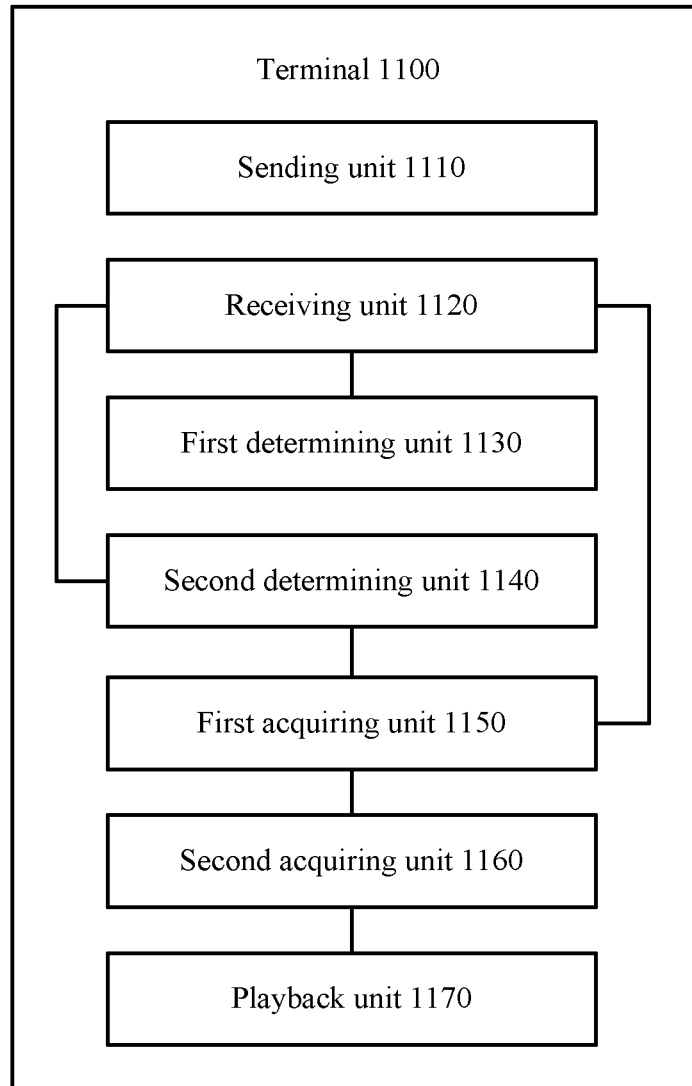 Terminal 1100
Sending unit 1110
Receiving unit 1120
First determining unit 1130
Second determining unit 1140
First acquiring unit 1150
Second acquiring unit 1160
Playback unit 1170